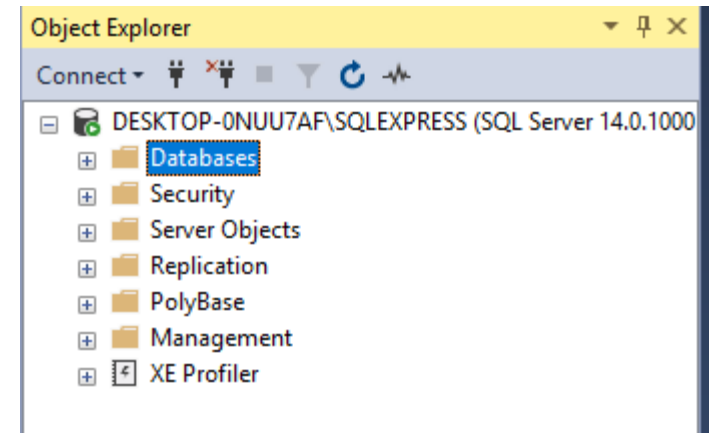 Object Explorer
Connect
DESKTOP-0NUU7AF\SQLEXPRESS (SQL Server 14.0.1000
Databases
Security
Server Objects
Replication
PolyBase
Management
XE Profiler